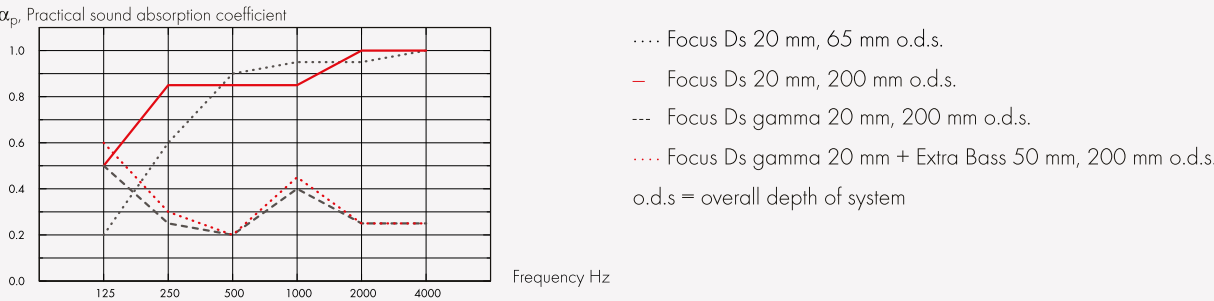 αp, Practical sound absorption coefficient
1.0
0.8
0.6
0.4
0.2
0.0
125 250 500 1000 2000 4000
Frequency Hz
.... Focus Ds 20 mm, 65 mm o.d.s.
– Focus Ds 20 mm, 200 mm o.d.s.
--- Focus Ds gamma 20 mm, 200 mm o.d.s.
.... Focus Ds gamma 20 mm + Extra Bass 50 mm, 200 mm o.d.s.
o.d.s = overall depth of system